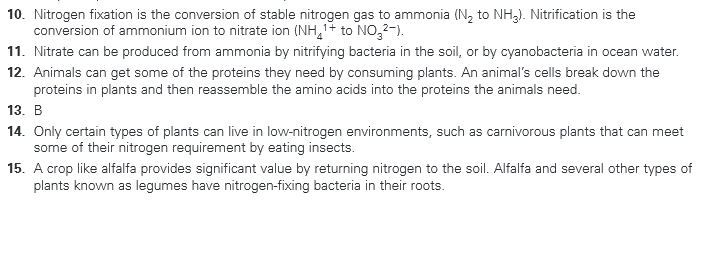 10. Nitrogen fixation is the conversion of stable nitrogen gas to ammonia (N₂ to NH₃). Nitrification is the
conversion of ammonium ion to nitrate ion (NH₄¹⁺ to NO₃²⁻).
11. Nitrate can be produced from ammonia by nitrifying bacteria in the soil, or by cyanobacteria in ocean water.
12. Animals can get some of the proteins they need by consuming plants. An animal's cells break down the
proteins in plants and then reassemble the amino acids into the proteins the animals need.
13. B
14. Only certain types of plants can live in low-nitrogen environments, such as carnivorous plants that can meet
some of their nitrogen requirement by eating insects.
15. A crop like alfalfa provides significant value by returning nitrogen to the soil. Alfalfa and several other types of
plants known as legumes have nitrogen-fixing bacteria in their roots.